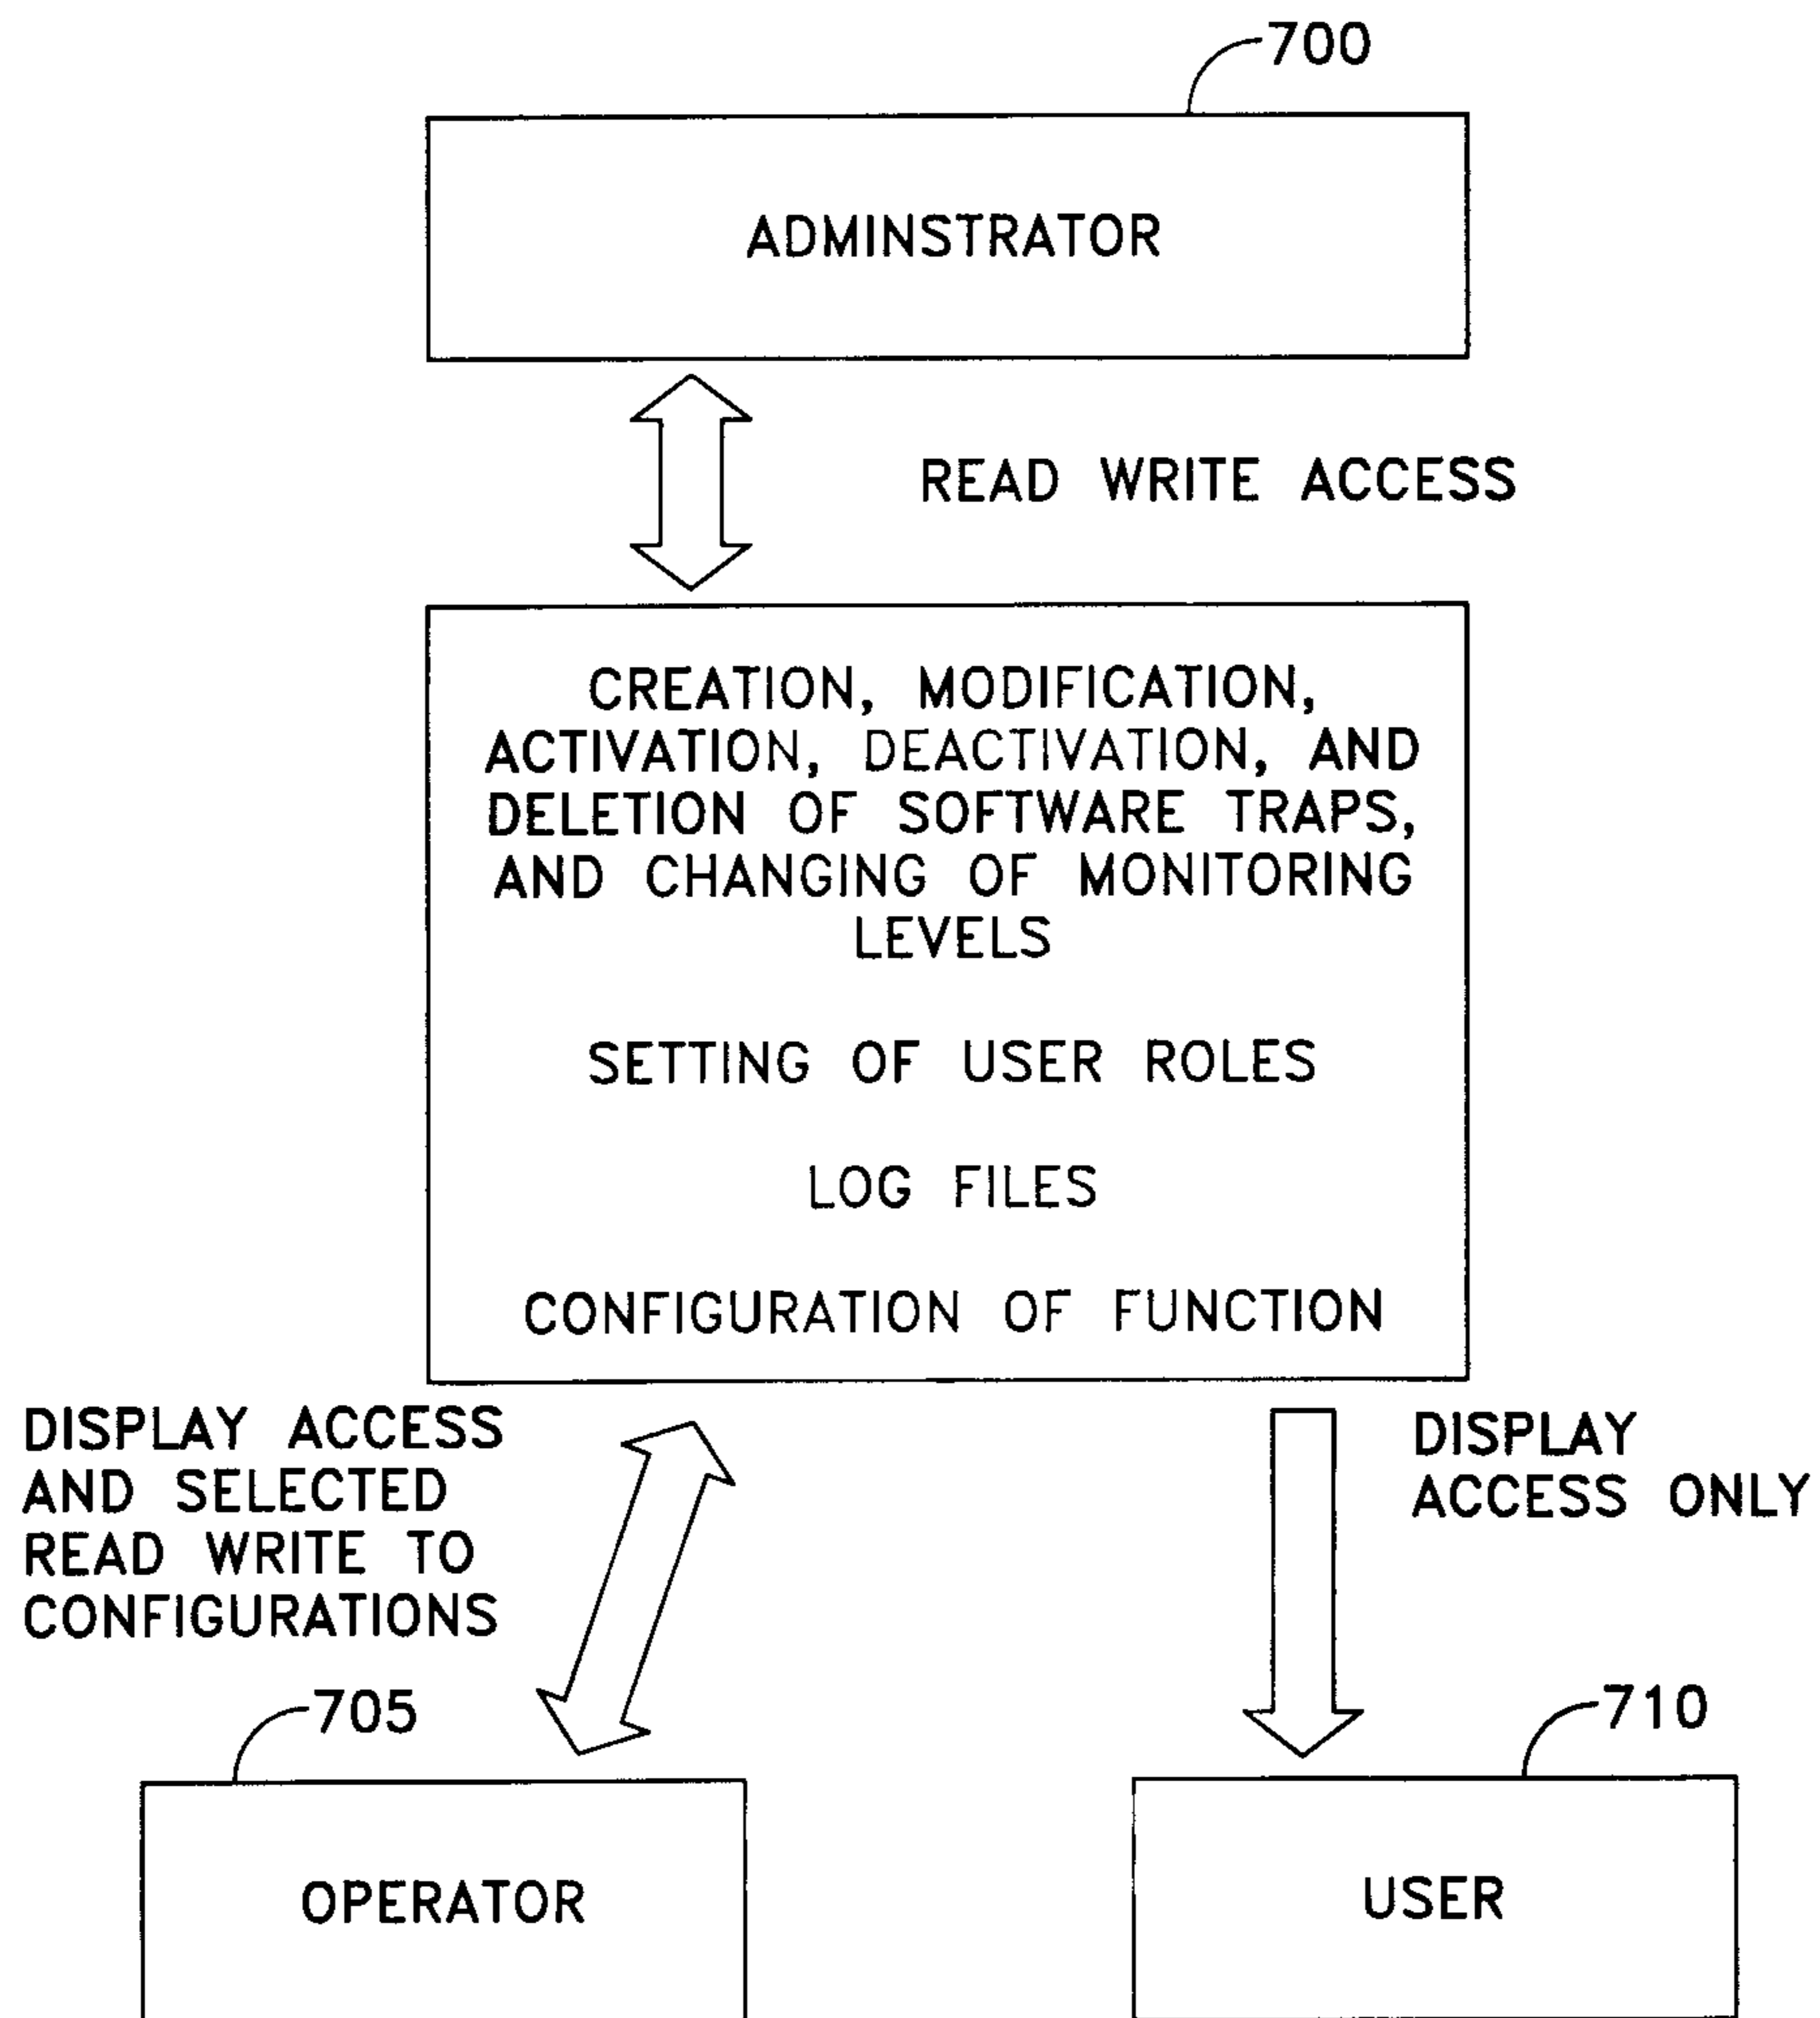 700
ADMINSTRATOR
READ WRITE ACCESS
CREATION, MODIFICATION,
ACTIVATION, DEACTIVATION, AND
DELETION OF SOFTWARE TRAPS,
AND CHANGING OF MONITORING
LEVELS
SETTING OF USER ROLES
LOG FILES
CONFIGURATION OF FUNCTION
DISPLAY ACCESS
AND SELECTED
READ WRITE TO
CONFIGURATIONS
DISPLAY
ACCESS ONLY
705
710
OPERATOR
USER